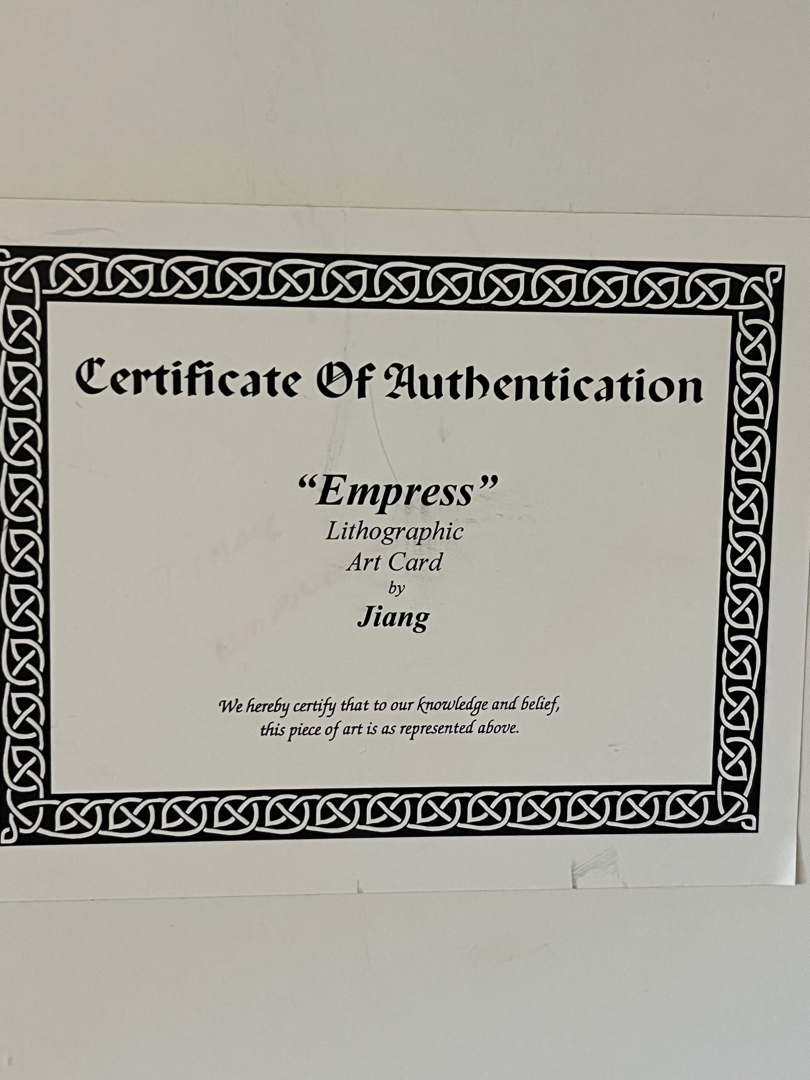 Certificate Of Authentication
“Empress”
Lithographic
Art Card
by
Jiang
We hereby certify that to our knowledge and belief,
this piece of art is as represented above.